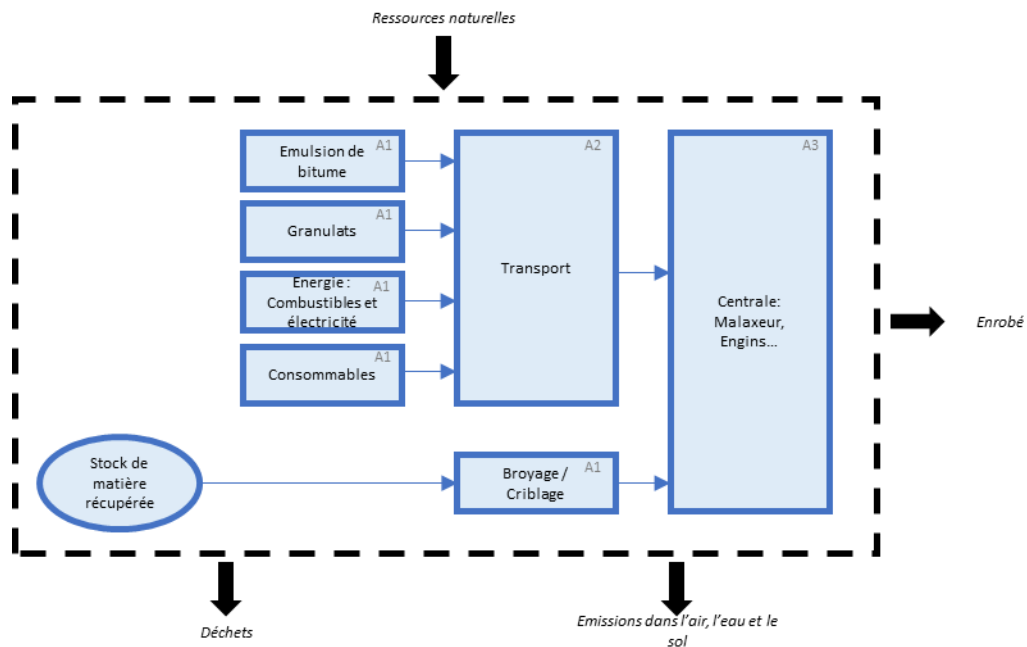 Ressources naturelles
A1
Emulsion de
bitume
A2
A3
A1
Granulats
Transport
A1
Energie :
Combustibles et
électricité
Centrale:
Malaxeur,
Engins...
Enrobé
A1
Consommables
Stock de
matière
récupérée
A1
Broyage /
Criblage
Déchets
Emissions dans l’air, l’eau et le
sol